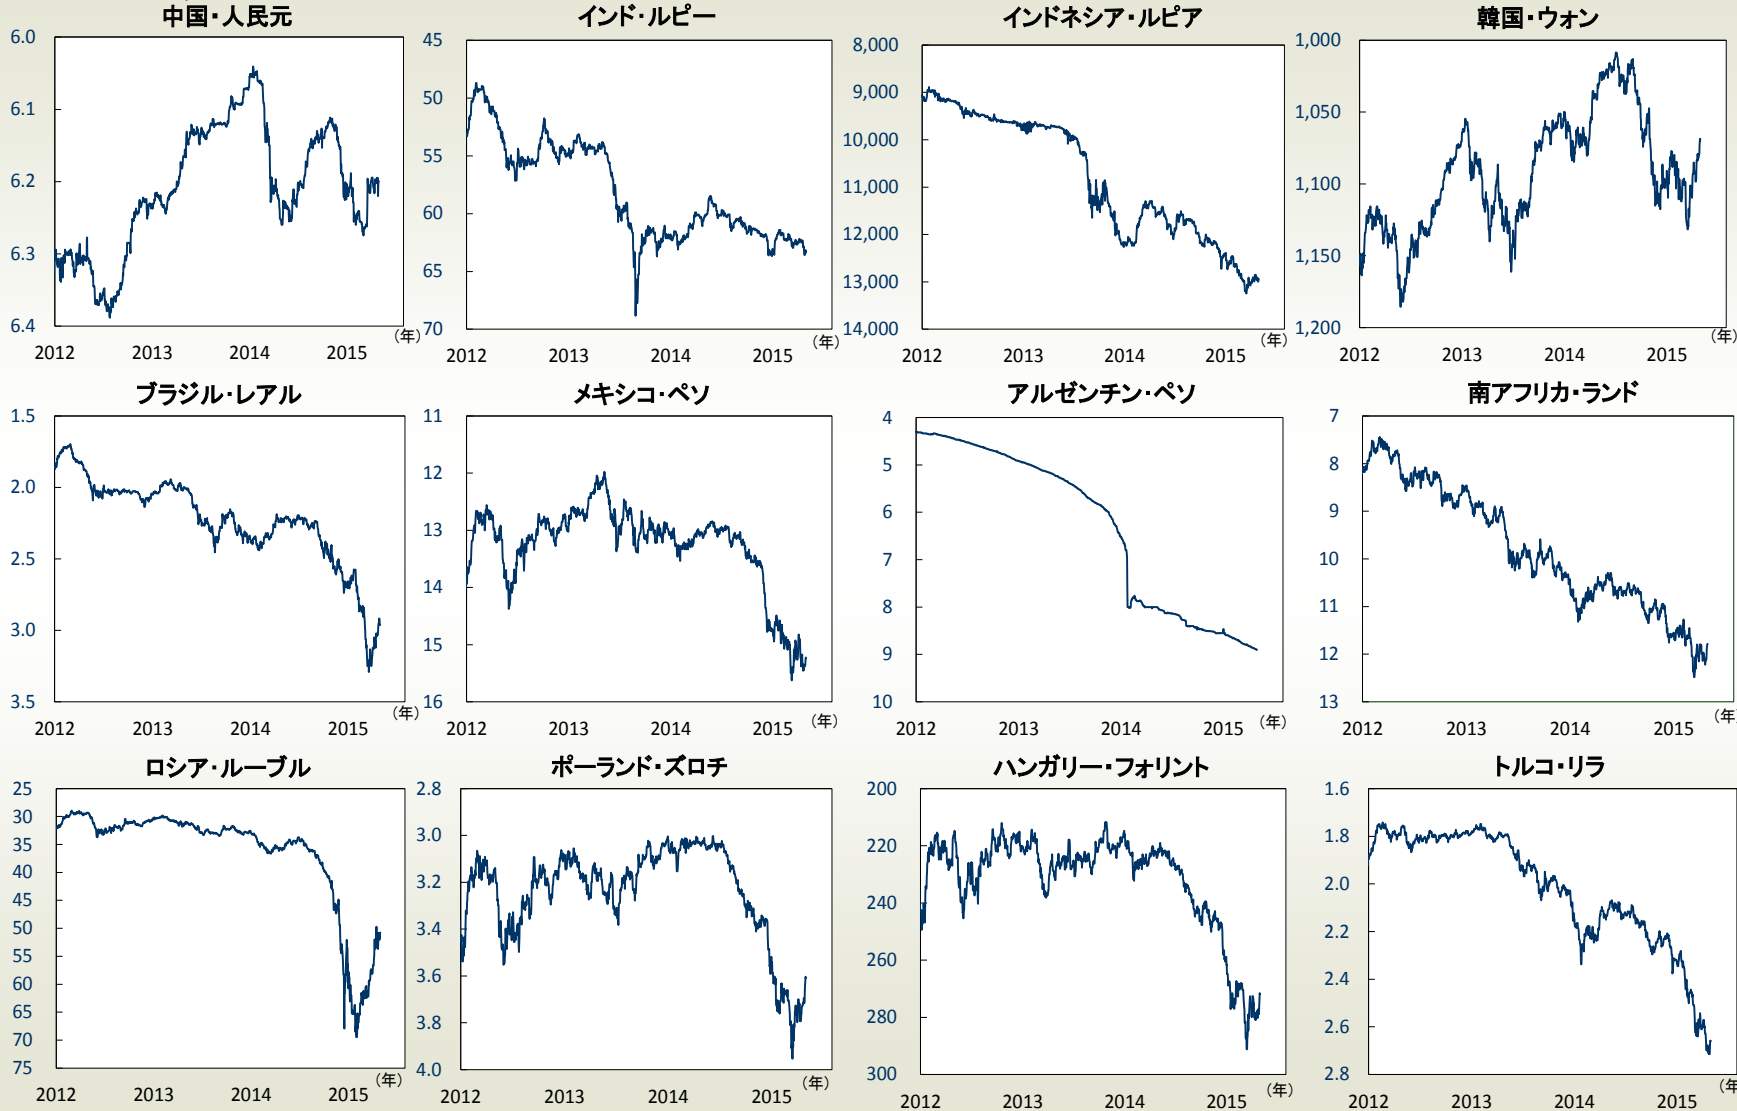 中国・人民元
6.0
6.1
6.2
6.3
6.4
2012 2013 2014 2015
（年）
インド・ルピー
45
50
55
60
65
70
2012 2013 2014 2015
（年）
インドネシア・ルピア
8,000
9,000
10,000
11,000
12,000
13,000
14,000
2012 2013 2014 2015
（年）
韓国・ウォン
1,000
1,050
1,100
1,150
1,200
2012 2013 2014 2015
（年）
ブラジル・レアル
1.5
2.0
2.5
3.0
3.5
2012 2013 2014 2015
（年）
メキシコ・ペソ
11
12
13
14
15
16
2012 2013 2014 2015
（年）
アルゼンチン・ペソ
4
5
6
7
8
9
10
2012 2013 2014 2015
（年）
南アフリカ・ランド
7
8
9
10
11
12
13
2012 2013 2014 2015
（年）
ロシア・ルーブル
25
30
35
40
45
50
55
60
65
70
75
2012 2013 2014 2015
（年）
ポーランド・ズロチ
2.8
3.0
3.2
3.4
3.6
3.8
4.0
2012 2013 2014 2015
（年）
ハンガリー・フォリント
200
220
240
260
280
300
2012 2013 2014 2015
（年）
トルコ・リラ
1.6
1.8
2.0
2.2
2.4
2.6
2.8
2012 2013 2014 2015
（年